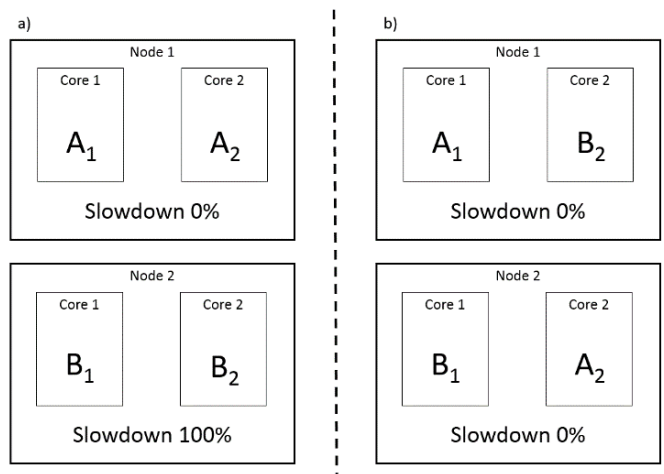 a)
Node 1
Core 1 Core 2
A₁ A₂
Slowdown 0%
Node 2
Core 1 Core 2
B₁ B₂
Slowdown 100%
b)
Node 1
Core 1 Core 2
A₁ B₂
Slowdown 0%
Node 2
Core 1 Core 2
B₁ A₂
Slowdown 0%